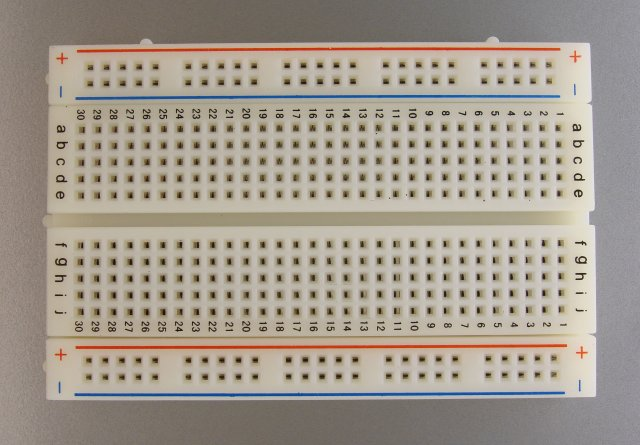 + +
− −
30 29 28 27 26 25 24 23 22 21 20 19 18 17 16 15 14 13 12 11 10 9 8 7 6 5 4 3 2 1
a a
b b
c c
d d
e e
f f
g g
h h
i i
j j
30 29 28 27 26 25 24 23 22 21 20 19 18 17 16 15 14 13 12 11 10 9 8 7 6 5 4 3 2 1
+ +
− −